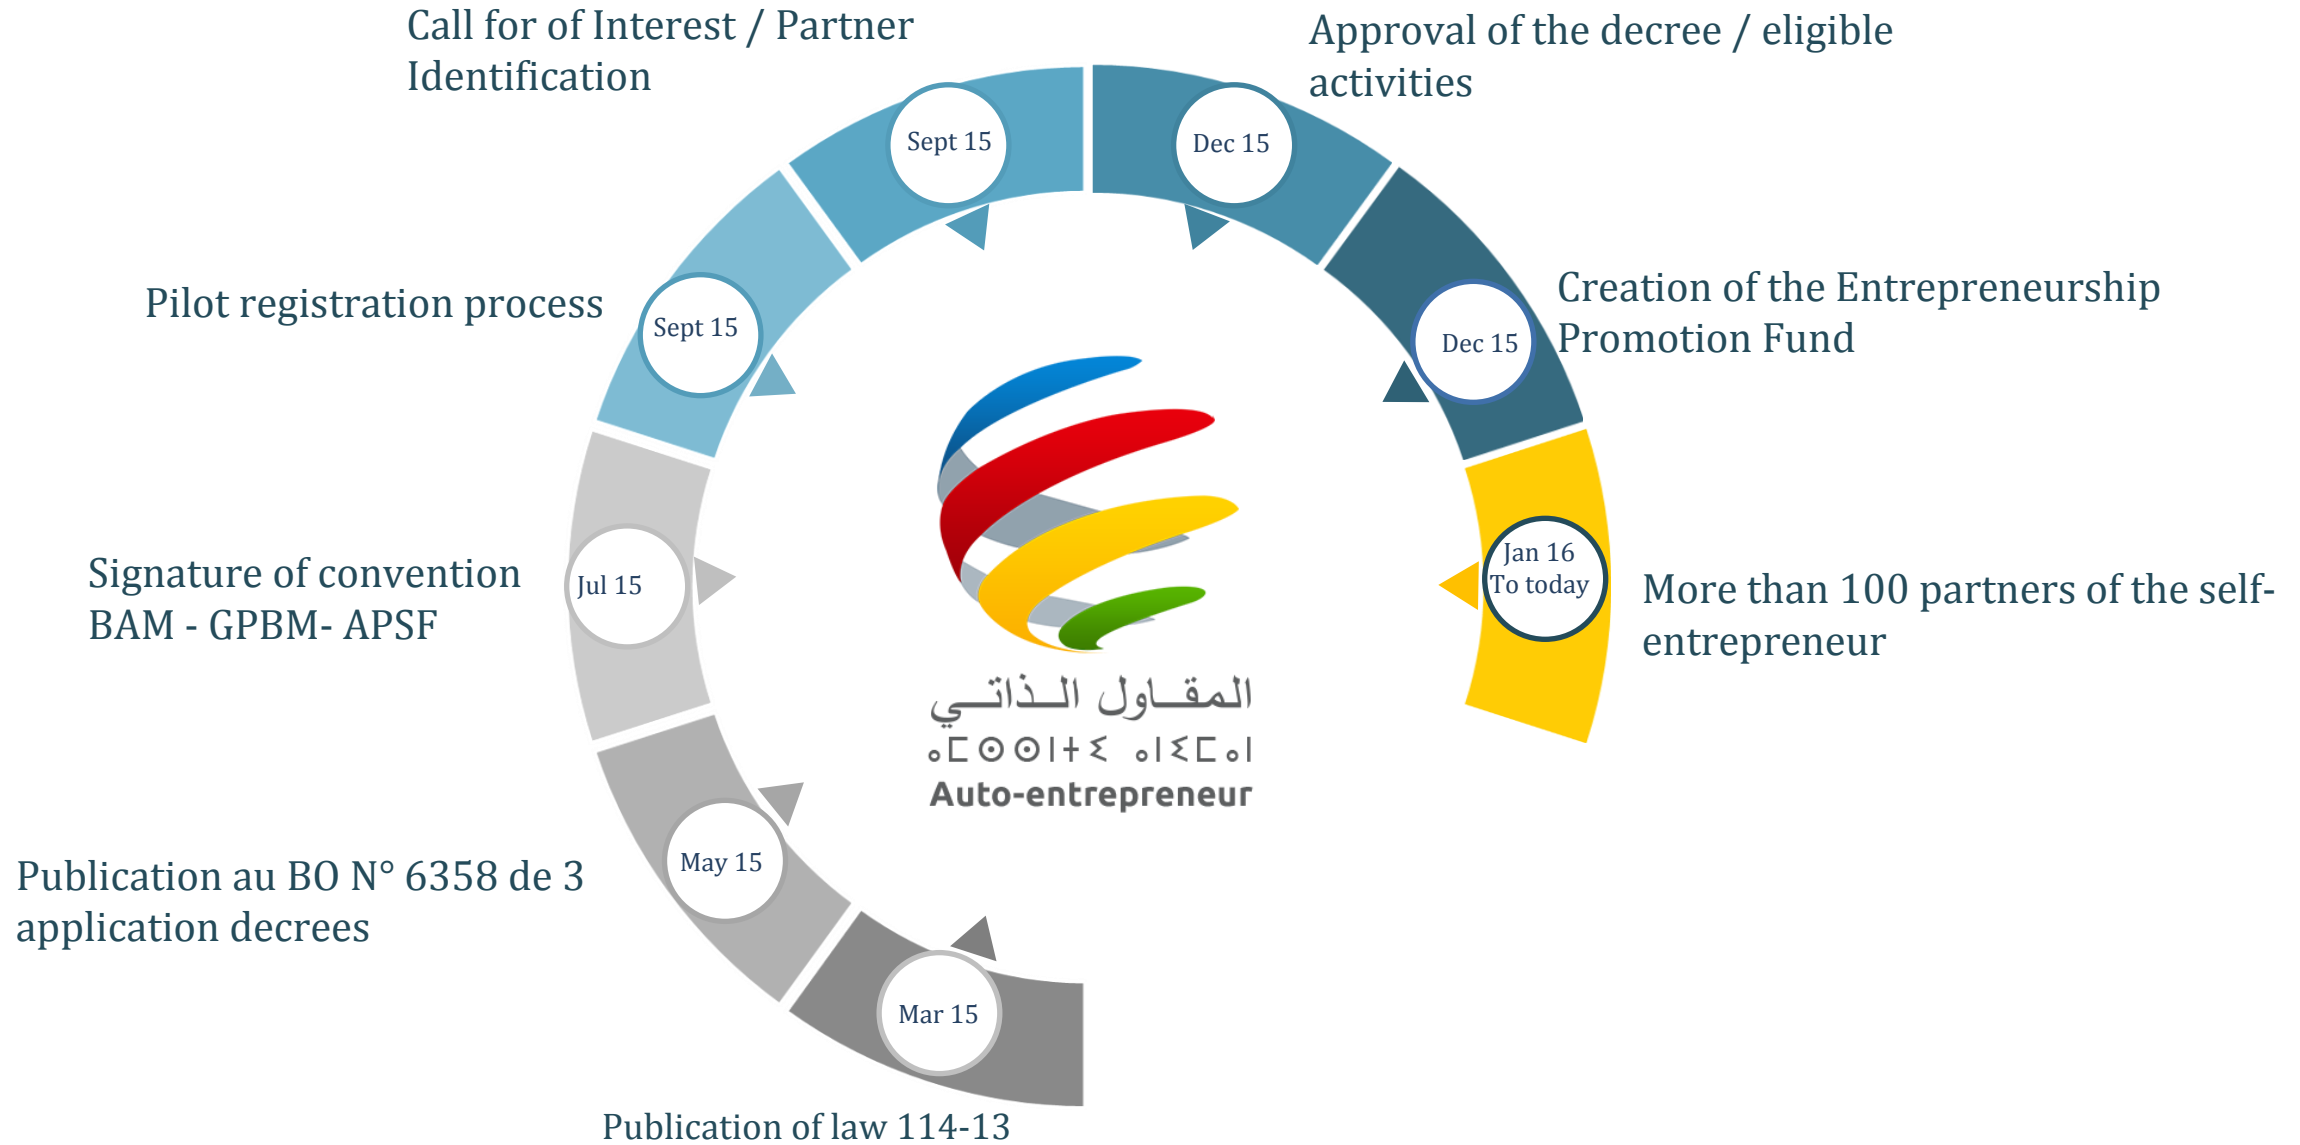 Call for of Interest / Partner
Identification
Sept 15
Approval of the decree / eligible
activities
Dec 15
Pilot registration process
Sept 15
Creation of the Entrepreneurship
Promotion Fund
Dec 15
Signature of convention
BAM - GPBM- APSF
Jul 15
Jan 16
To today
More than 100 partners of the self-
entrepreneur
المقاول الذاتي
ⴰⵎⵙⵙⵏⵜⵉ ⴰⵏⵉⵎⴰⵏ
Auto-entrepreneur
Publication au BO N° 6358 de 3
application decrees
May 15
Mar 15
Publication of law 114-13